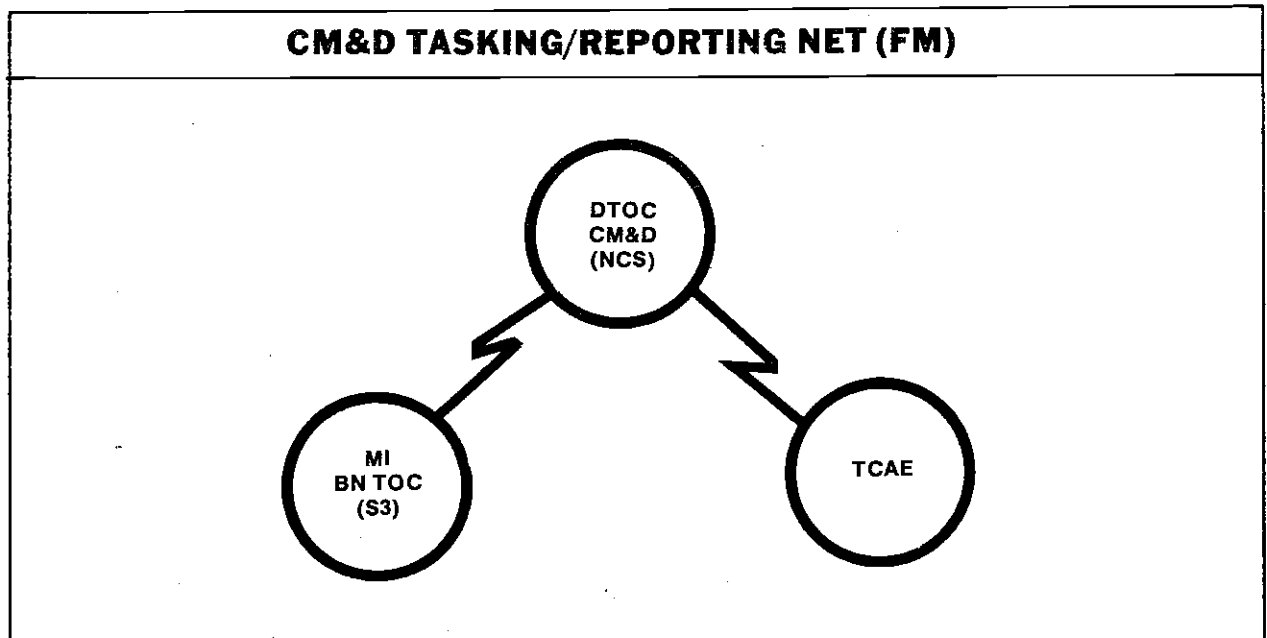 CM&D TASKING/REPORTING NET (FM)
DTOC
CM&D
(NCS)
MI
BN TOC
(S3)
TCAE